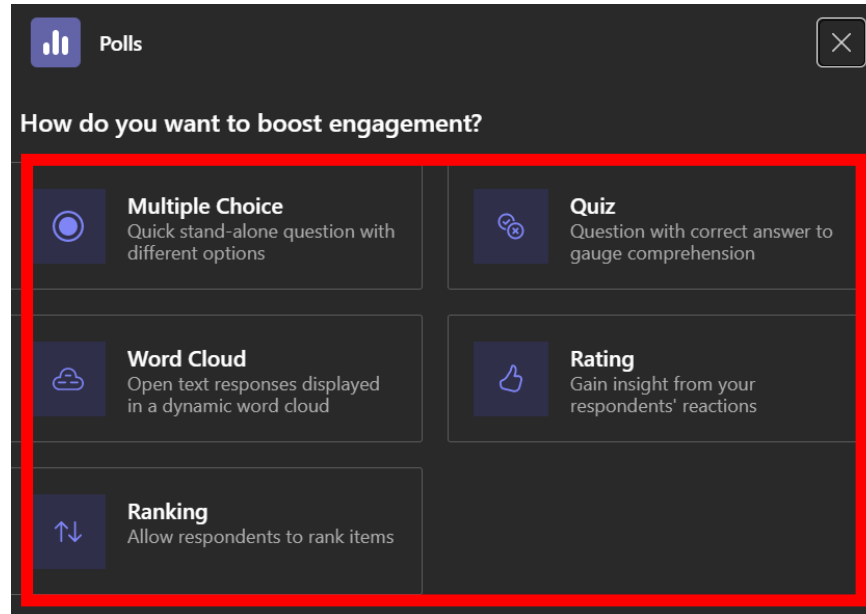 Polls
How do you want to boost engagement?
Multiple Choice
Quick stand-alone question with
different options
Quiz
Question with correct answer to
gauge comprehension
Word Cloud
Open text responses displayed
in a dynamic word cloud
Rating
Gain insight from your
respondents' reactions
Ranking
Allow respondents to rank items